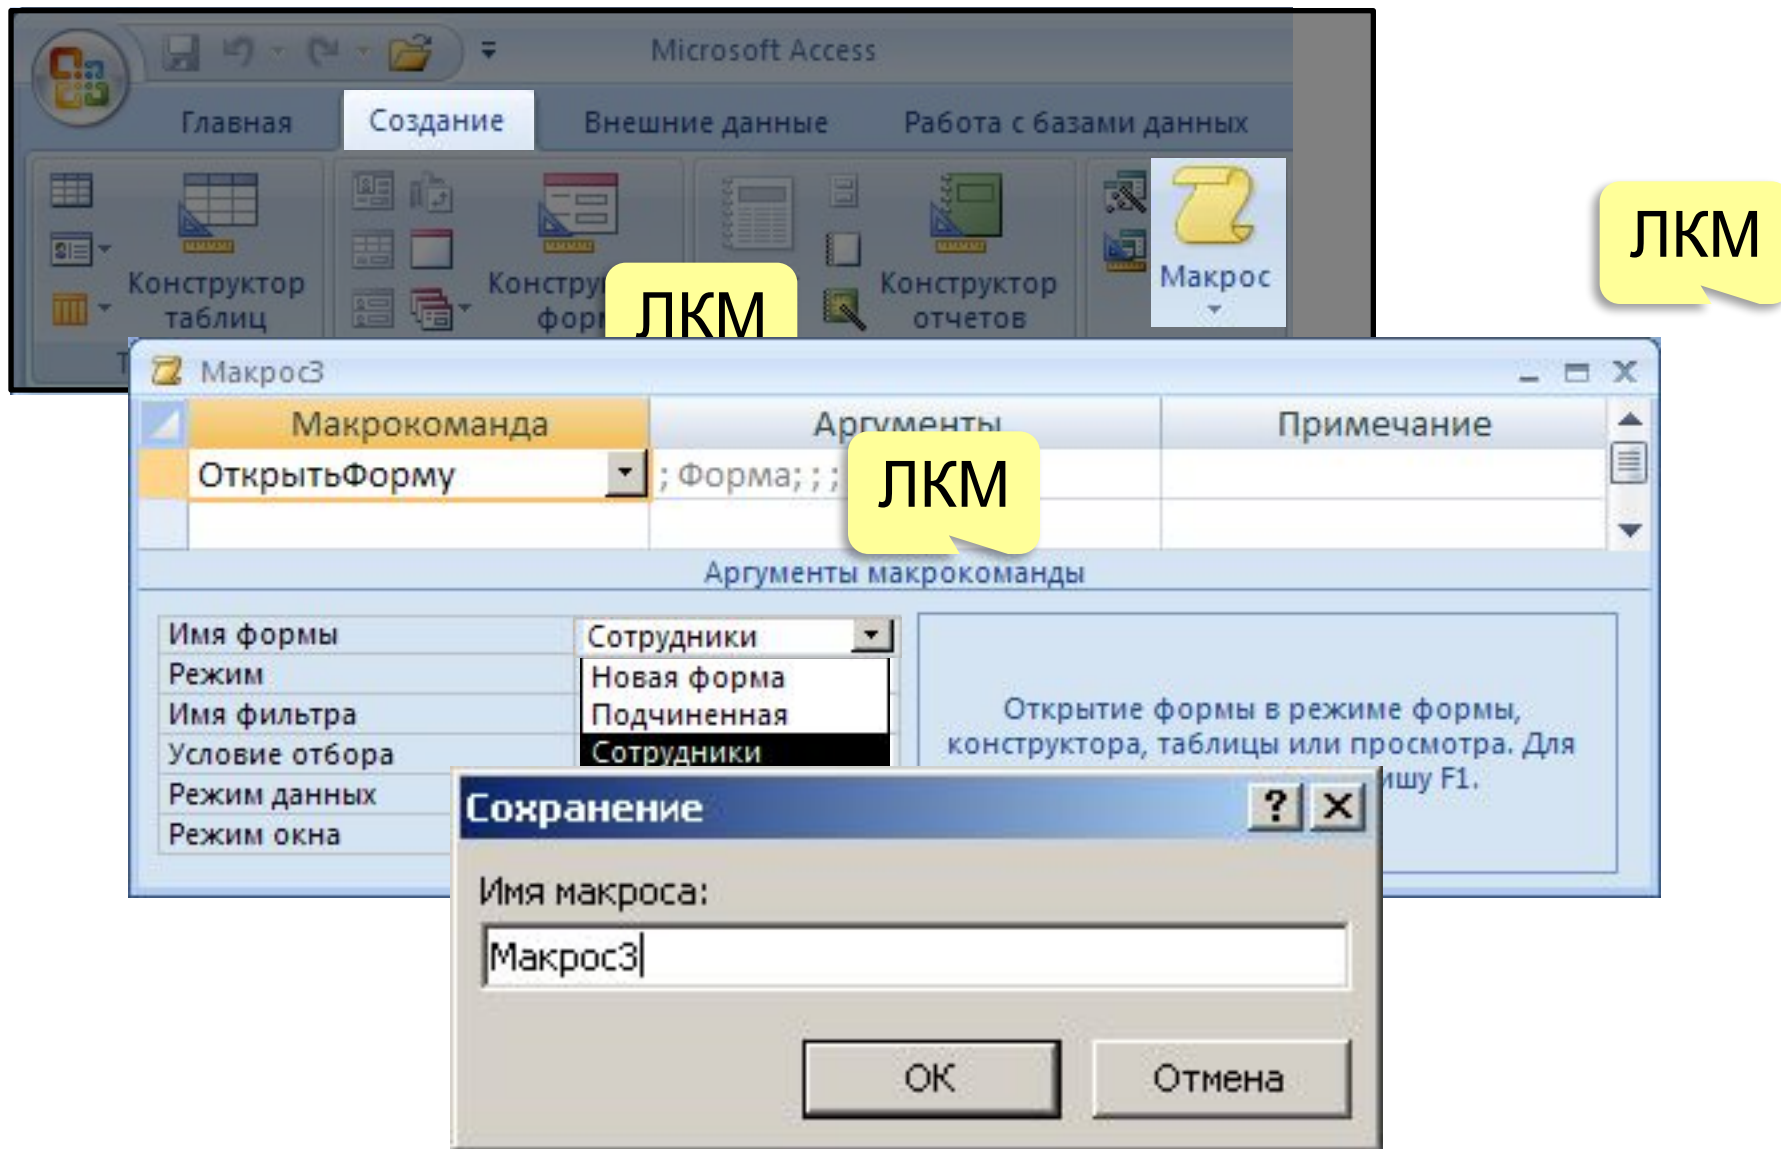 Microsoft Access
Главная Создание Внешние данные Работа с базами данных
ЛКМ
Конструктор таблиц
Конструктор отчетов
Макрос
ЛКМ
Макрос3
Макрокоманда Аргументы Примечание
ОткрытьФорму ; Форма; ; ;
ЛКМ
Аргументы макрокоманды
Имя формы Сотрудники
Режим Новая форма
Имя фильтра Подчиненная
Условие отбора Сотрудники
Режим данных
Режим окна
Открытие формы в режиме формы,
конструктора, таблицы или просмотра. Для
F1.
Сохранение
Имя макроса:
Макрос3
ОК Отмена